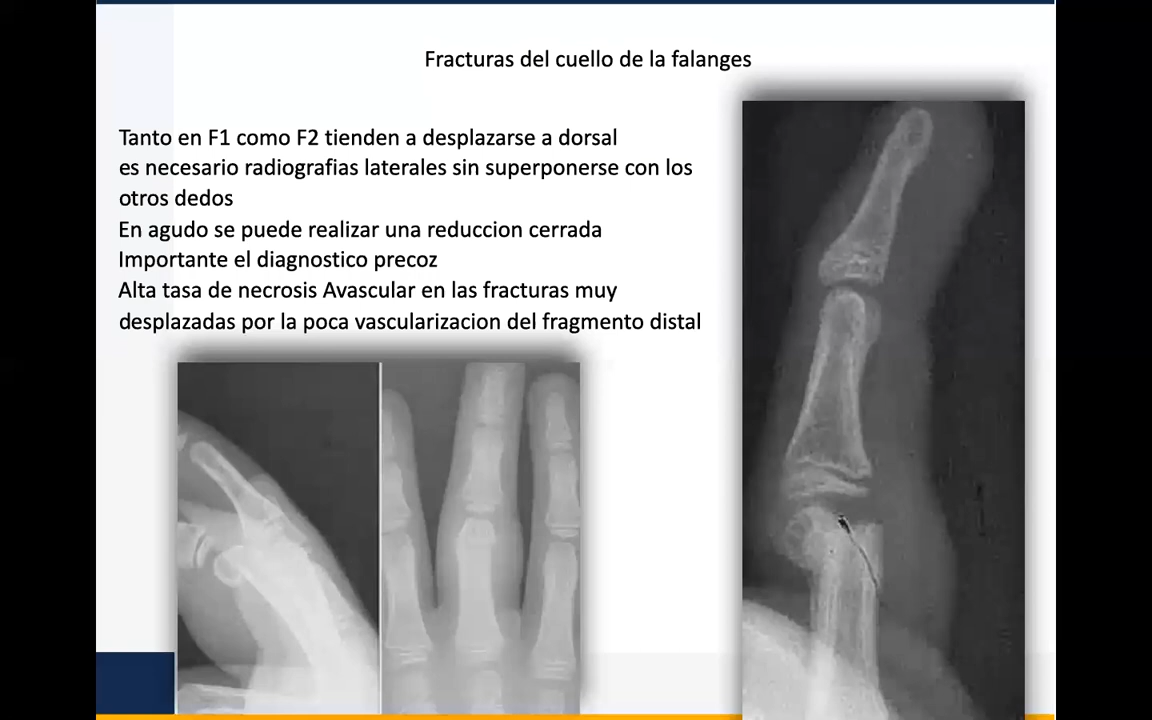 Fracturas del cuello de la falanges
Tanto en F1 como F2 tienden a desplazarse a dorsal
es necesario radiografias laterales sin superponerse con los
otros dedos
En agudo se puede realizar una reduccion cerrada
Importante el diagnostico precoz
Alta tasa de necrosis Avascular en las fracturas muy
desplazadas por la poca vascularizacion del fragmento distal